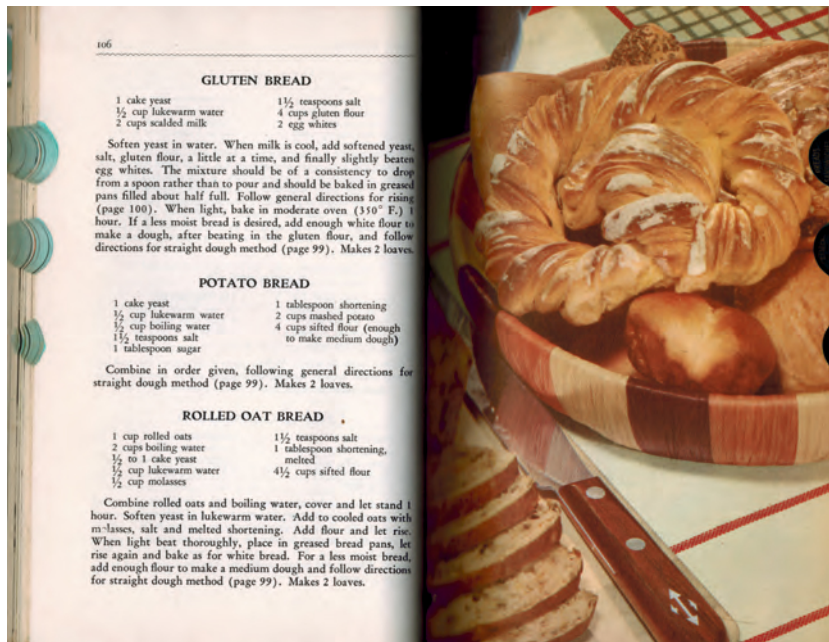 106
GLUTEN BREAD
1 cake yeast
½ cup lukewarm water
2 cups scalded milk
1½ teaspoons salt
4 cups gluten flour
2 egg whites
Soften yeast in water. When milk is cool, add softened yeast,
salt, gluten flour, a little at a time, and finally slightly beaten
egg whites. The mixture should be of a consistency to drop
from a spoon rather than to pour and should be baked in greased
pans filled about half full. Follow general directions for rising
(page 100). When light, bake in moderate oven (350° F.) 1
hour. If a less moist bread is desired, add enough white flour to
make a dough, after beating in the gluten flour, and follow
directions for straight dough method (page 99). Makes 2 loaves.
POTATO BREAD
1 cake yeast
½ cup lukewarm water
½ cup boiling water
1½ teaspoons salt
1 tablespoon sugar
1 tablespoon shortening
2 cups mashed potato
4 cups sifted flour (enough
to make medium dough)
Combine in order given, following general directions for
straight dough method (page 99). Makes 2 loaves.
ROLLED OAT BREAD
1 cup rolled oats
2 cups boiling water
½ to 1 cake yeast
½ cup lukewarm water
½ cup molasses
1½ teaspoons salt
1 tablespoon shortening,
melted
4½ cups sifted flour
Combine rolled oats and boiling water, cover and let stand 1
hour. Soften yeast in lukewarm water. Add to cooled oats with
molasses, salt and melted shortening. Add flour and let rise.
When light beat thoroughly, place in greased bread pans, let
rise again and bake as for white bread. For a less moist bread,
add enough flour to make a medium dough and follow directions
for straight dough method (page 99). Makes 2 loaves.